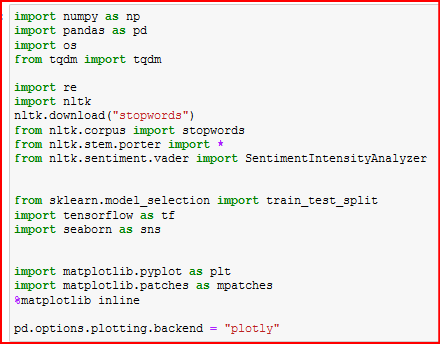 import numpy as np
import pandas as pd
import os
from tqdm import tqdm
import re
import nltk
nltk.download("stopwords")
from nltk.corpus import stopwords
from nltk.stem.porter import *
from nltk.sentiment.vader import SentimentIntensityAnalyzer
from sklearn.model_selection import train_test_split
import tensorflow as tf
import seaborn as sns
import matplotlib.pyplot as plt
import matplotlib.patches as mpatches
%matplotlib inline
pd.options.plotting.backend = "plotly"